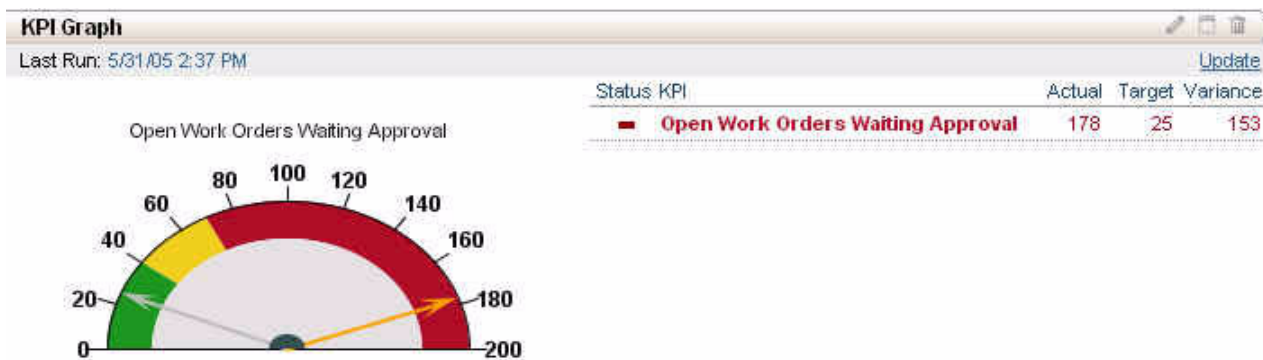 KPI Graph
Last Run: 5/31/05 2:37 PM
Update
Status KPI Actual Target Variance
Open Work Orders Waiting Approval 178 25 153
Open Work Orders Waiting Approval
0
20
40
60
80
100
120
140
160
180
200